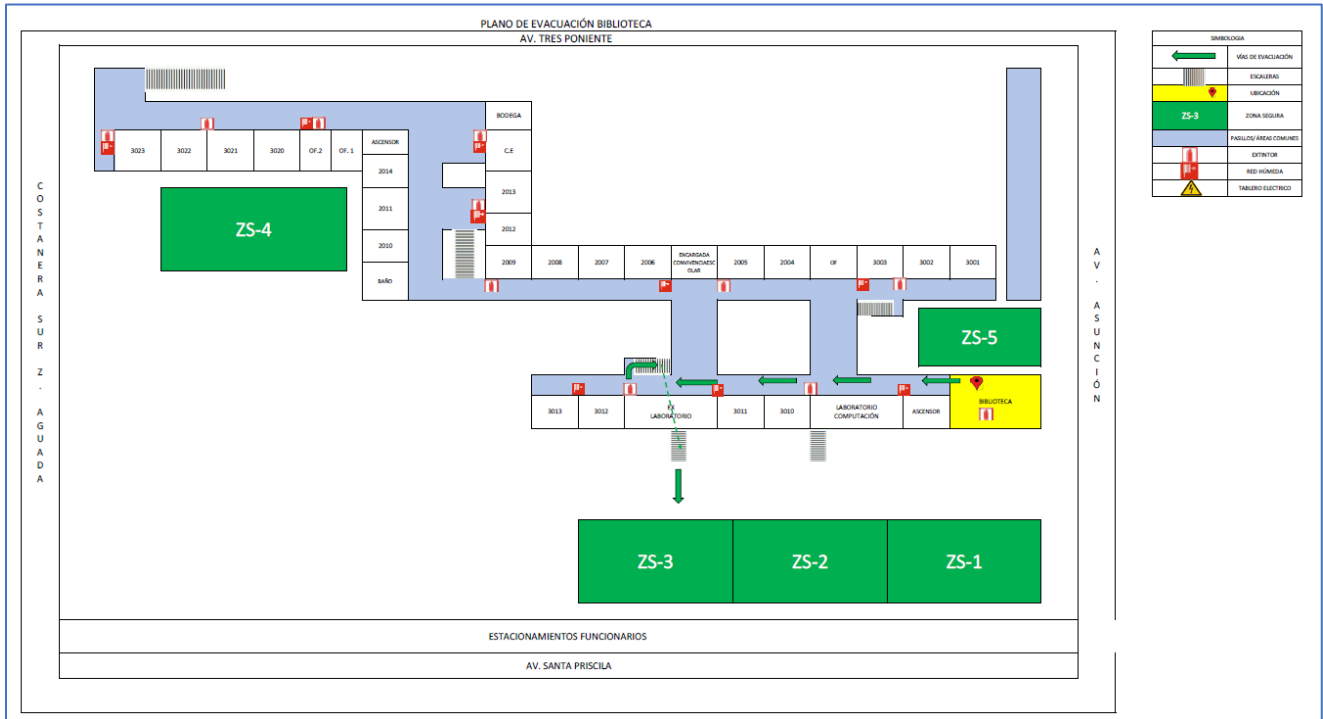 PLANO DE EVACUACIÓN BIBLIOTECA
AV. TRES PONIENTE
SIMBOLOGIA
VÍAS DE EVACUACIÓN
ESCALERAS
UBICACIÓN
ZS-3
ZONA SEGURA
PASILLOS/ ÁREAS COMUNES
EXTINTOR
RED HÚMEDA
TABLERO ELECTRICO
BODEGA
3023
3022
3021
3020
OF.2
OF. 1
ASCENSOR
C.E
2014
2013
2011
2012
2010
BAÑO
ZS-4
2009
2008
2007
2006
ENCARGADA
CONVIVENCIAESC
OLAR
2005
2004
OF
3003
3002
3001
COSTANERA SUR Z. AGUADA
AV. ASUNCIÓN
ZS-5
3013
3012
EX
LABORATORIO
3011
3010
LABORATORIO
COMPUTACIÓN
ASCENSOR
BIBLIOTECA
ZS-3
ZS-2
ZS-1
ESTACIONAMIENTOS FUNCIONARIOS
AV. SANTA PRISCILA